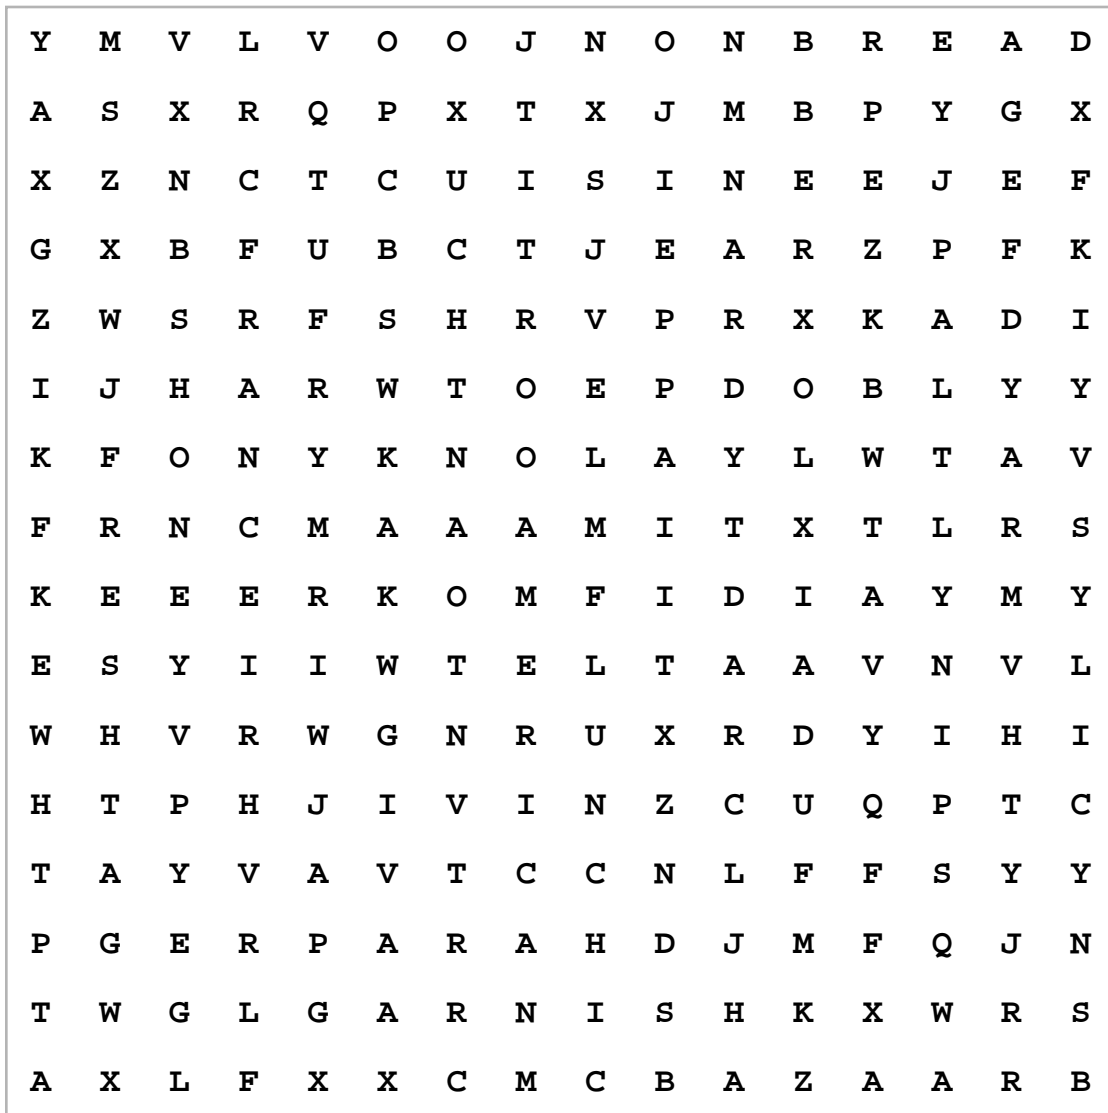 Y M V L V O O J N O N B R E A D
A S X R Q P X T X J M B P Y G X
X Z N C T C U I S I N E E J E F
G X B F U B C T J E A R Z P F K
Z W S R F S H R V P R X K A D I
I J H A R W T O E P D O B L Y Y
K F O N Y K N O L A Y L W T A V
F R N C M A A A M I T X T L R S
K E E E R K O M F I D I A Y M Y
E S Y I I W T E L T A A V N V L
W H V R W G N R U X R D Y I H I
H T P H J I V I N Z C U Q P T C
T A Y V A V T C C N L F F S Y Y
P G E R P A R A H D J M F Q J N
T W G L G A R N I S H K X W R S
A X L F X X C M C B A Z A A R B